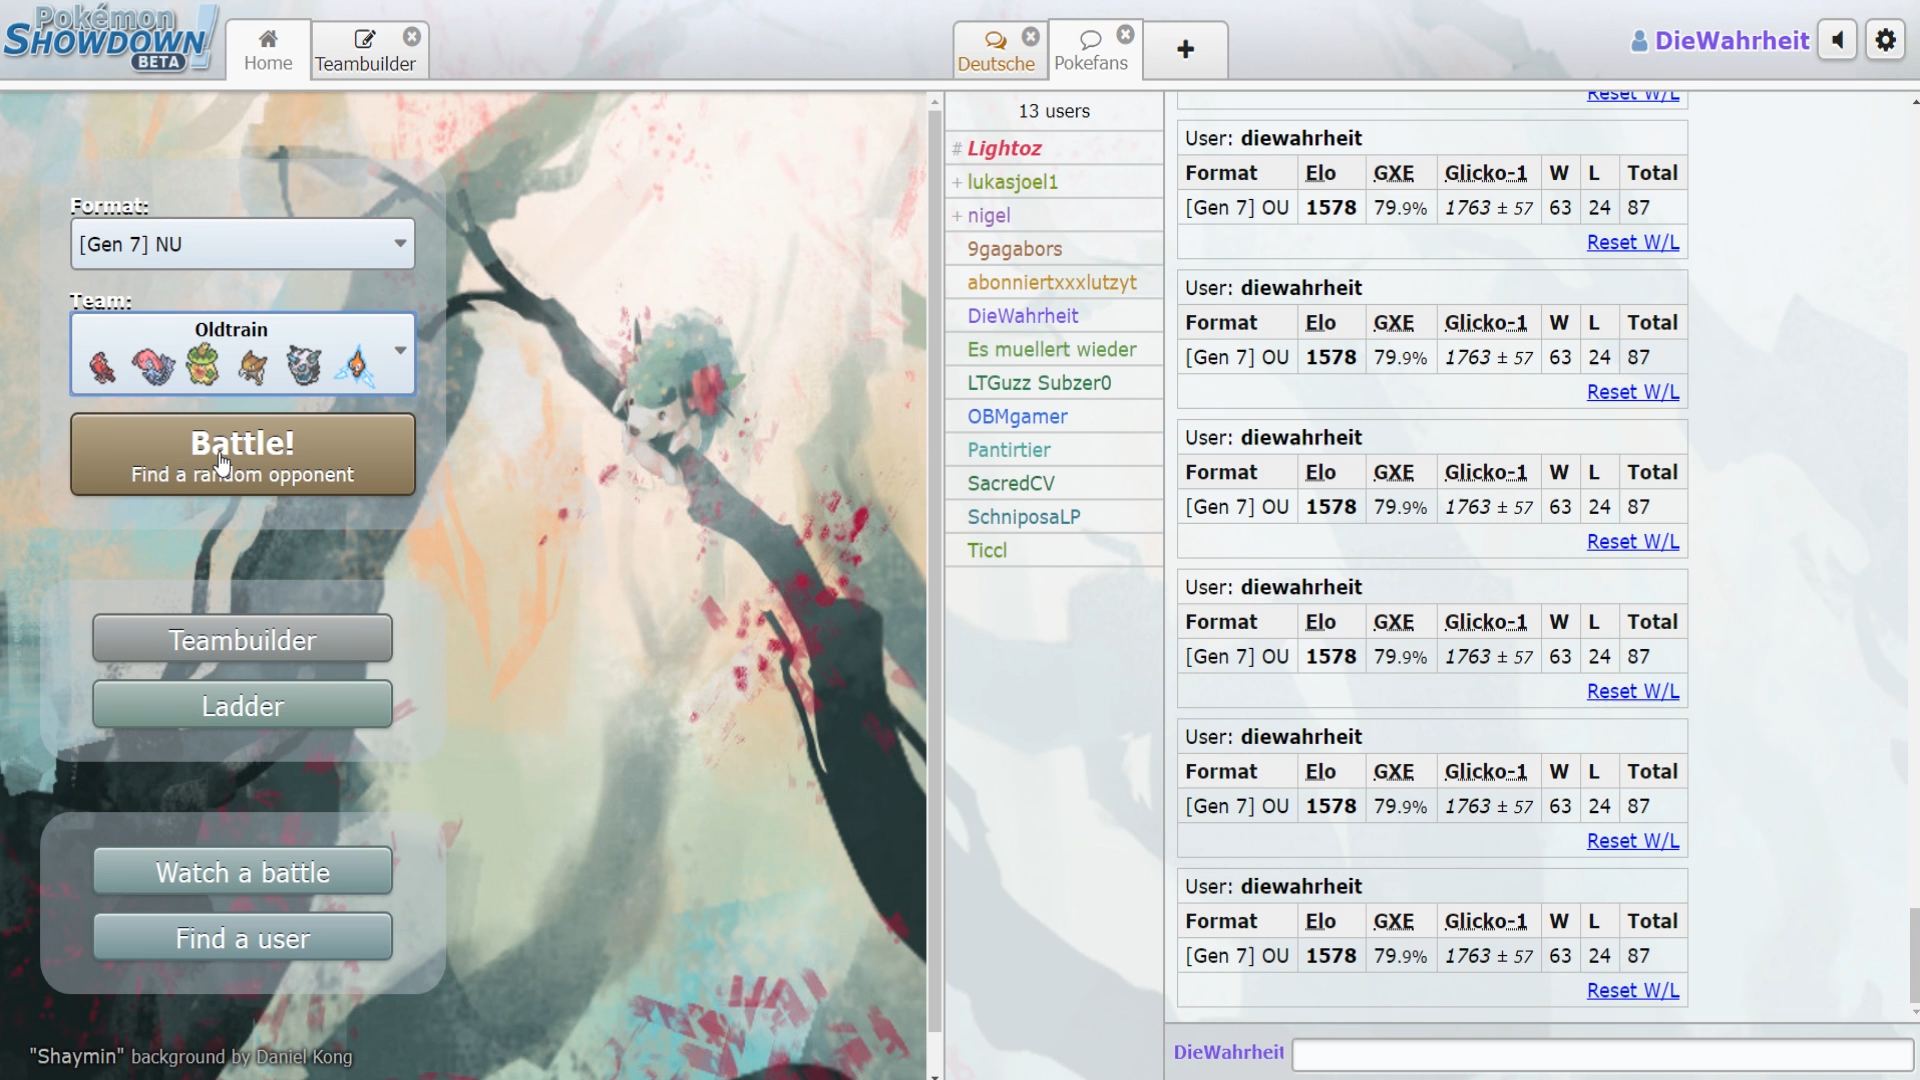 Pokémon
SHOWDOWN!
BETA
Home
Teambuilder
Deutsche
Pokefans
+
DieWahrheit
Format:
[Gen 7] NU
Team:
Oldtrain
Battle!
Find a random opponent
Teambuilder
Ladder
Watch a battle
Find a user
"Shaymin" background by Daniel Kong
13 users
# Lightoz
+ lukasjoel1
+ nigel
9gagabors
abonniertxxxlutzyt
DieWahrheit
Es muellert wieder
LTGuzz Subzer0
OBMgamer
Pantirtier
SacredCV
SchniposaLP
Ticcl
Reset W/L
User: diewahrheit
Format Elo GXE Glicko-1 W L Total
[Gen 7] OU 1578 79.9% 1763 ± 57 63 24 87
Reset W/L
User: diewahrheit
Format Elo GXE Glicko-1 W L Total
[Gen 7] OU 1578 79.9% 1763 ± 57 63 24 87
Reset W/L
User: diewahrheit
Format Elo GXE Glicko-1 W L Total
[Gen 7] OU 1578 79.9% 1763 ± 57 63 24 87
Reset W/L
User: diewahrheit
Format Elo GXE Glicko-1 W L Total
[Gen 7] OU 1578 79.9% 1763 ± 57 63 24 87
Reset W/L
User: diewahrheit
Format Elo GXE Glicko-1 W L Total
[Gen 7] OU 1578 79.9% 1763 ± 57 63 24 87
Reset W/L
User: diewahrheit
Format Elo GXE Glicko-1 W L Total
[Gen 7] OU 1578 79.9% 1763 ± 57 63 24 87
Reset W/L
DieWahrheit